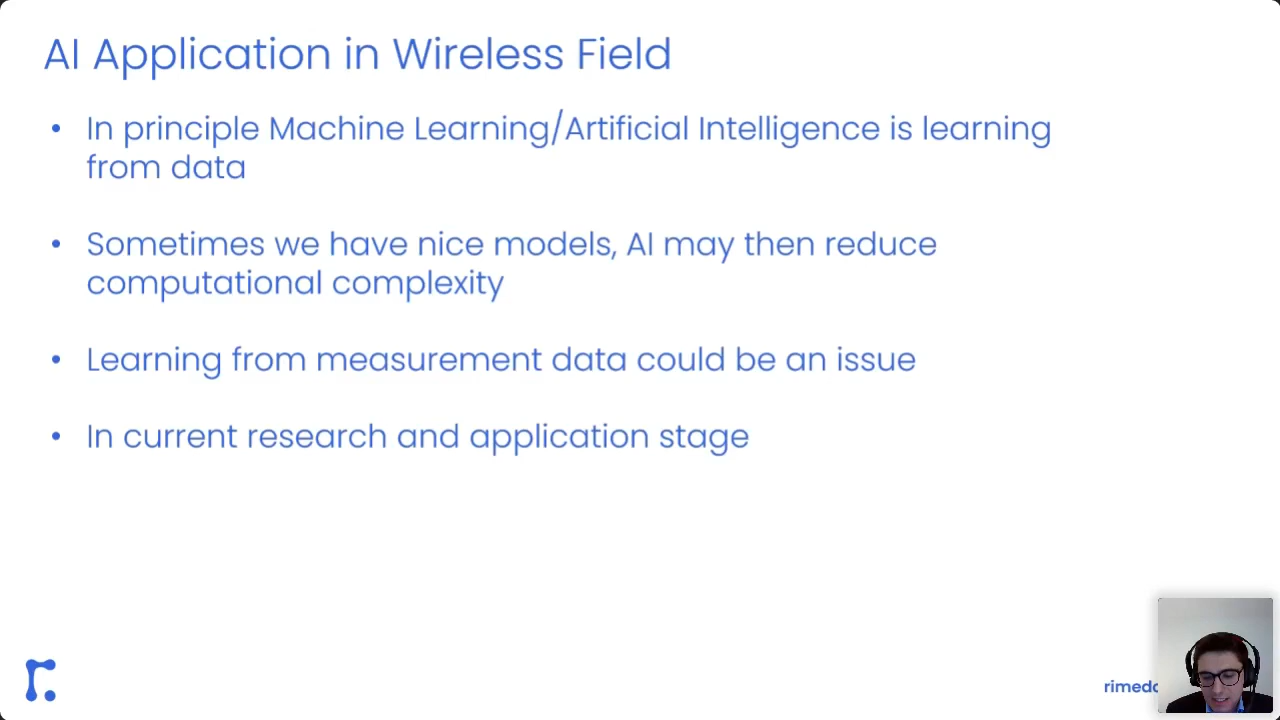 AI Application in Wireless Field
• In principle Machine Learning/Artificial Intelligence is learning
from data
• Sometimes we have nice models, AI may then reduce
computational complexity
• Learning from measurement data could be an issue
• In current research and application stage